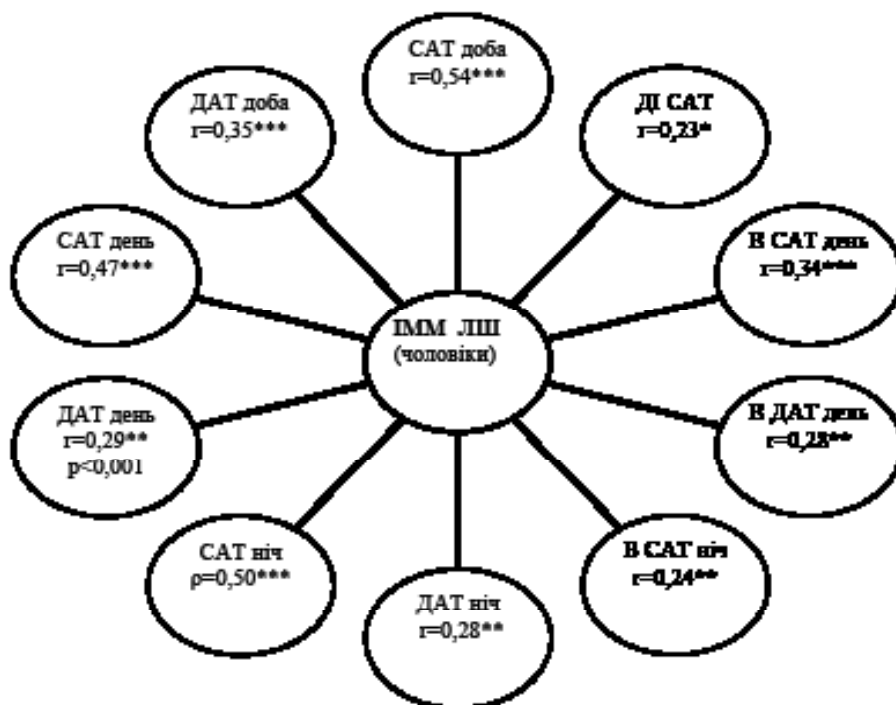 САТ доба
r=0,54***
ДАТ доба
r=0,35***
ДІ САТ
r=0,23*
САТ день
r=0,47***
В САТ день
r=0,34***
ІММ ЛШ
(чоловіки)
ДАТ день
r=0,29**
р<0,001
В ДАТ день
r=0,28**
САТ ніч
ρ=0,50***
В САТ ніч
r=0,24**
ДАТ ніч
r=0,28**